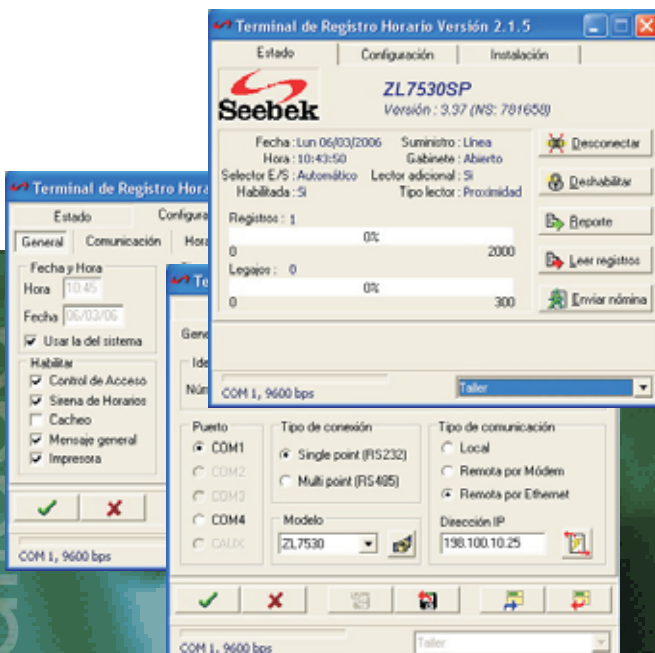 Terminal de Registro Horario Versión 2.1.5
Estado
Configuración
Instalación
Seebek
ZL7530SP
Versión : 3.37 (NS: 781658)
Fecha : Lun 06/03/2006
Suministro : Línea
Hora : 10:43:50
Gabinete : Abierto
Selector E/S : Automático
Lector adicional : Si
Habilitada : Si
Tipo lector : Proximidad
Registros : 1
0%
0
2000
Legajos : 0
0%
0
300
Desconectar
Deshabilitar
Reporte
Leer registros
Enviar nómina
COM 1, 9600 bps
Taller
Terminal de Registro Hora
Estado
Configura
General
Comunicación
Hora
Fecha y Hora
Hora
10:45
Fecha
06/03/06
Usar la del sistema
Habilitar
Control de Acceso
Sirena de Horarios
Cacheo
Mensaje general
Impresora
COM 1, 9600 bps
Te
Gene
Ide
Núm
Puerto
COM1
COM2
COM3
COM4
CAUX
Tipo de conexión
Single point (RS232)
Multi point (RS485)
Modelo
ZL7530
Tipo de comunicación
Local
Remota por Módem
Remota por Ethernet
Dirección IP
198.100.10.25
COM 1, 9600 bps
Taller